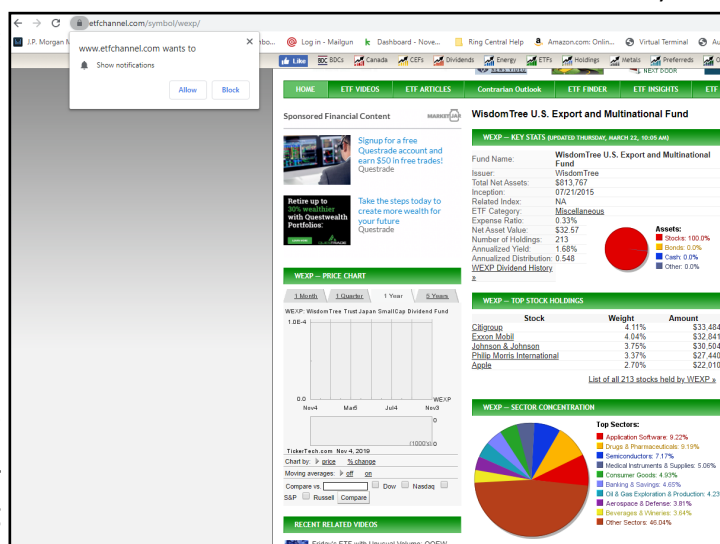 etfchannel.com/symbol/wexp/
J.P. Morgan M
Log in - Mailgun
Dashboard - Nove...
Ring Central Help
Amazon.com: Onlin...
Virtual Terminal
www.etfchannel.com wants to
Show notifications
Allow
Block
Like
BDC BDCs
Canada
CEFs
Dividends
Energy
ETFs
Holdings
Metals
Preferreds
NEWS VIDEO
NEXT DOOR
HOME
ETF VIDEOS
ETF ARTICLES
Contrarian Outlook
ETF FINDER
ETF INSIGHTS
ETF
Sponsored Financial Content
Signup for a free
Questrade account and
earn $50 in free trades!
Questrade
Retire up to
30% wealthier
with Questwealth
Portfolios.
Take the steps today to
create more wealth for
your future
Questrade
WEXP — PRICE CHART
1 Month
1 Quarter
1 Year
5 Years
WEXP: WisdomTree Trust Japan SmallCap Dividend Fund
1.0E-4
0.0
WEXP
Nov4
Mar6
Jul4
Nov3
0
(1000's) 0
TickerTech.com Nov 4, 2019
Chart by: price % change
Moving averages: off on
Compare vs. Dow Nasdaq
S&P Russell Compare
RECENT RELATED VIDEOS
WisdomTree U.S. Export and Multinational Fund
WEXP — KEY STATS (UPDATED THURSDAY, MARCH 22, 10:05 AM)
Fund Name: WisdomTree U.S. Export and Multinational
Fund
Issuer: WisdomTree
Total Net Assets: $813,767
Inception: 07/21/2015
Related Index: NA
ETF Category: Miscellaneous
Expense Ratio: 0.33%
Net Asset Value: $32.57
Number of Holdings: 213
Annualized Yield: 1.68%
Annualized Distribution: 0.548
WEXP Dividend History
»
Assets:
Stocks: 100.0%
Bonds: 0.0%
Cash: 0.0%
Other: 0.0%
WEXP — TOP STOCK HOLDINGS
Stock Weight Amount
Citigroup 4.11% $33,484
Exxon Mobil 4.04% $32,841
Johnson & Johnson 3.75% $30,504
Philip Morris International 3.37% $27,440
Apple 2.70% $22,010
List of all 213 stocks held by WEXP »
WEXP — SECTOR CONCENTRATION
Top Sectors:
Application Software: 9.22%
Drugs & Pharmaceuticals: 9.19%
Semiconductors: 7.17%
Medical Instruments & Supplies: 5.06%
Consumer Goods: 4.93%
Banking & Savings: 4.65%
Oil & Gas Exploration & Production: 4.23
Aerospace & Defense: 3.81%
Beverages & Wineries: 3.64%
Other Sectors: 46.04%